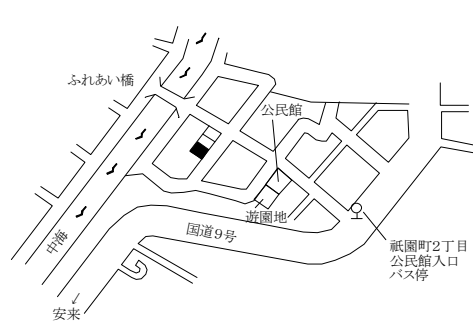 ふれあい橋
公民館
遊園地
国道9号
中海
祇園町2丁目
公民館入口
バス停
安来